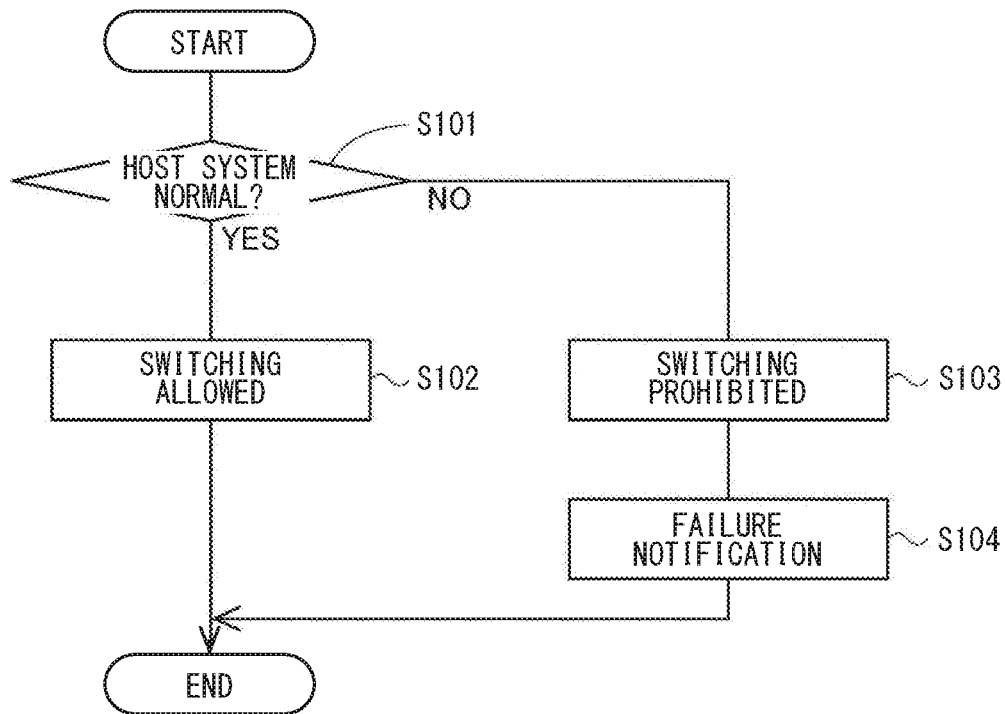 START
S101
HOST SYSTEM
NORMAL?
NO
YES
SWITCHING
ALLOWED
S102
SWITCHING
PROHIBITED
S103
FAILURE
NOTIFICATION
S104
END